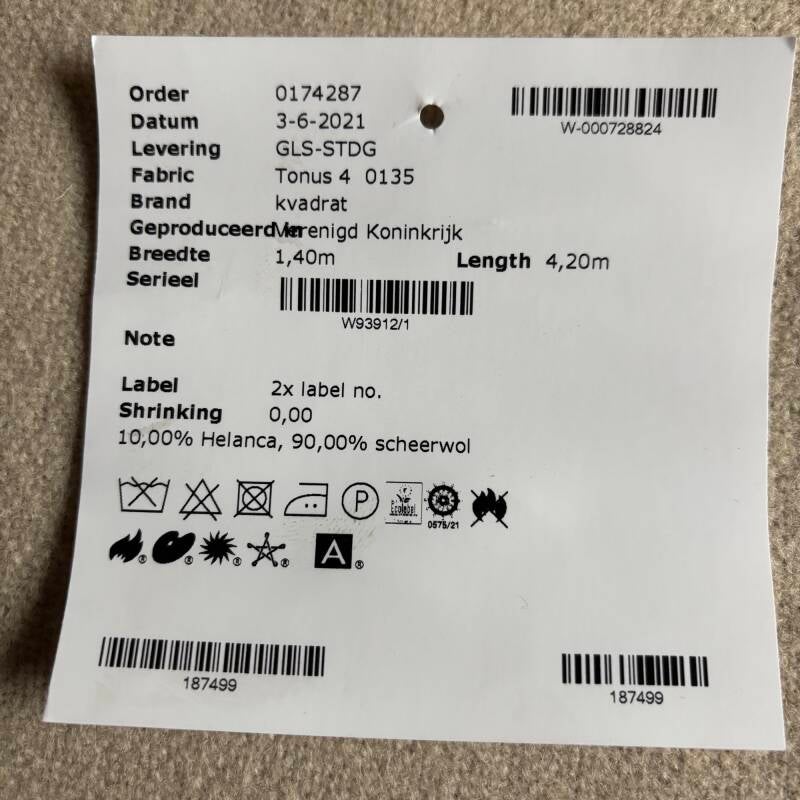 Order 0174287
W-000728824
Datum 3-6-2021
Levering GLS-STDG
Fabric Tonus 4 0135
Brand kvadrat
Geproduceerd in Verenigd Koninkrijk
Breedte 1,40m Length 4,20m
Serieel
W93912/1
Note
Label 2x label no.
Shrinking 0,00
10,00% Helanca, 90,00% scheerwol
P Ecolabel
0575/21
® ® ® ® A ®
187499 187499